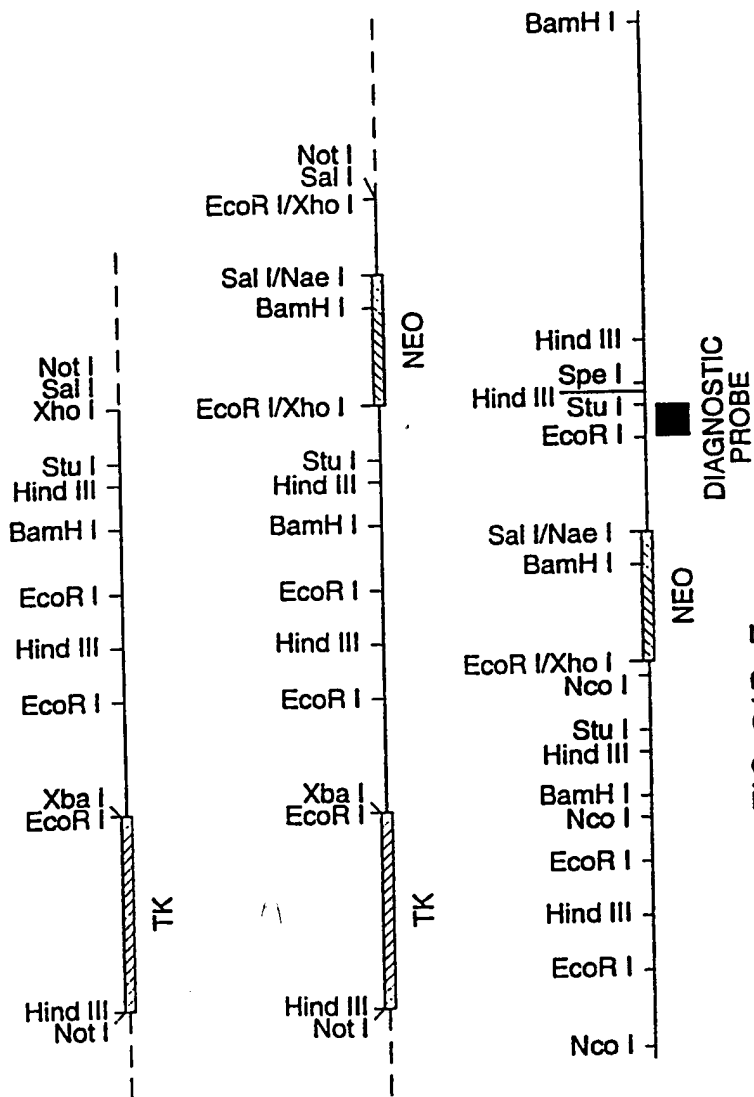 Not I
Sal I
Xho I
Stu I
Hind III
BamH I
EcoR I
Hind III
EcoR I
Xba I
EcoR I
TK
Hind III
Not I
Not I
Sal I
EcoR I/Xho I
Sal I/Nae I
BamH I
NEO
EcoR I/Xho I
Stu I
Hind III
BamH I
EcoR I
Hind III
EcoR I
Xba I
EcoR I
TK
Hind III
Not I
BamH I
Hind III
Spe I
Hind III
Stu I
EcoR I
DIAGNOSTIC
PROBE
Sal I/Nae I
BamH I
NEO
EcoR I/Xho I
Nco I
Stu I
Hind III
BamH I
Nco I
EcoR I
Hind III
EcoR I
Nco I